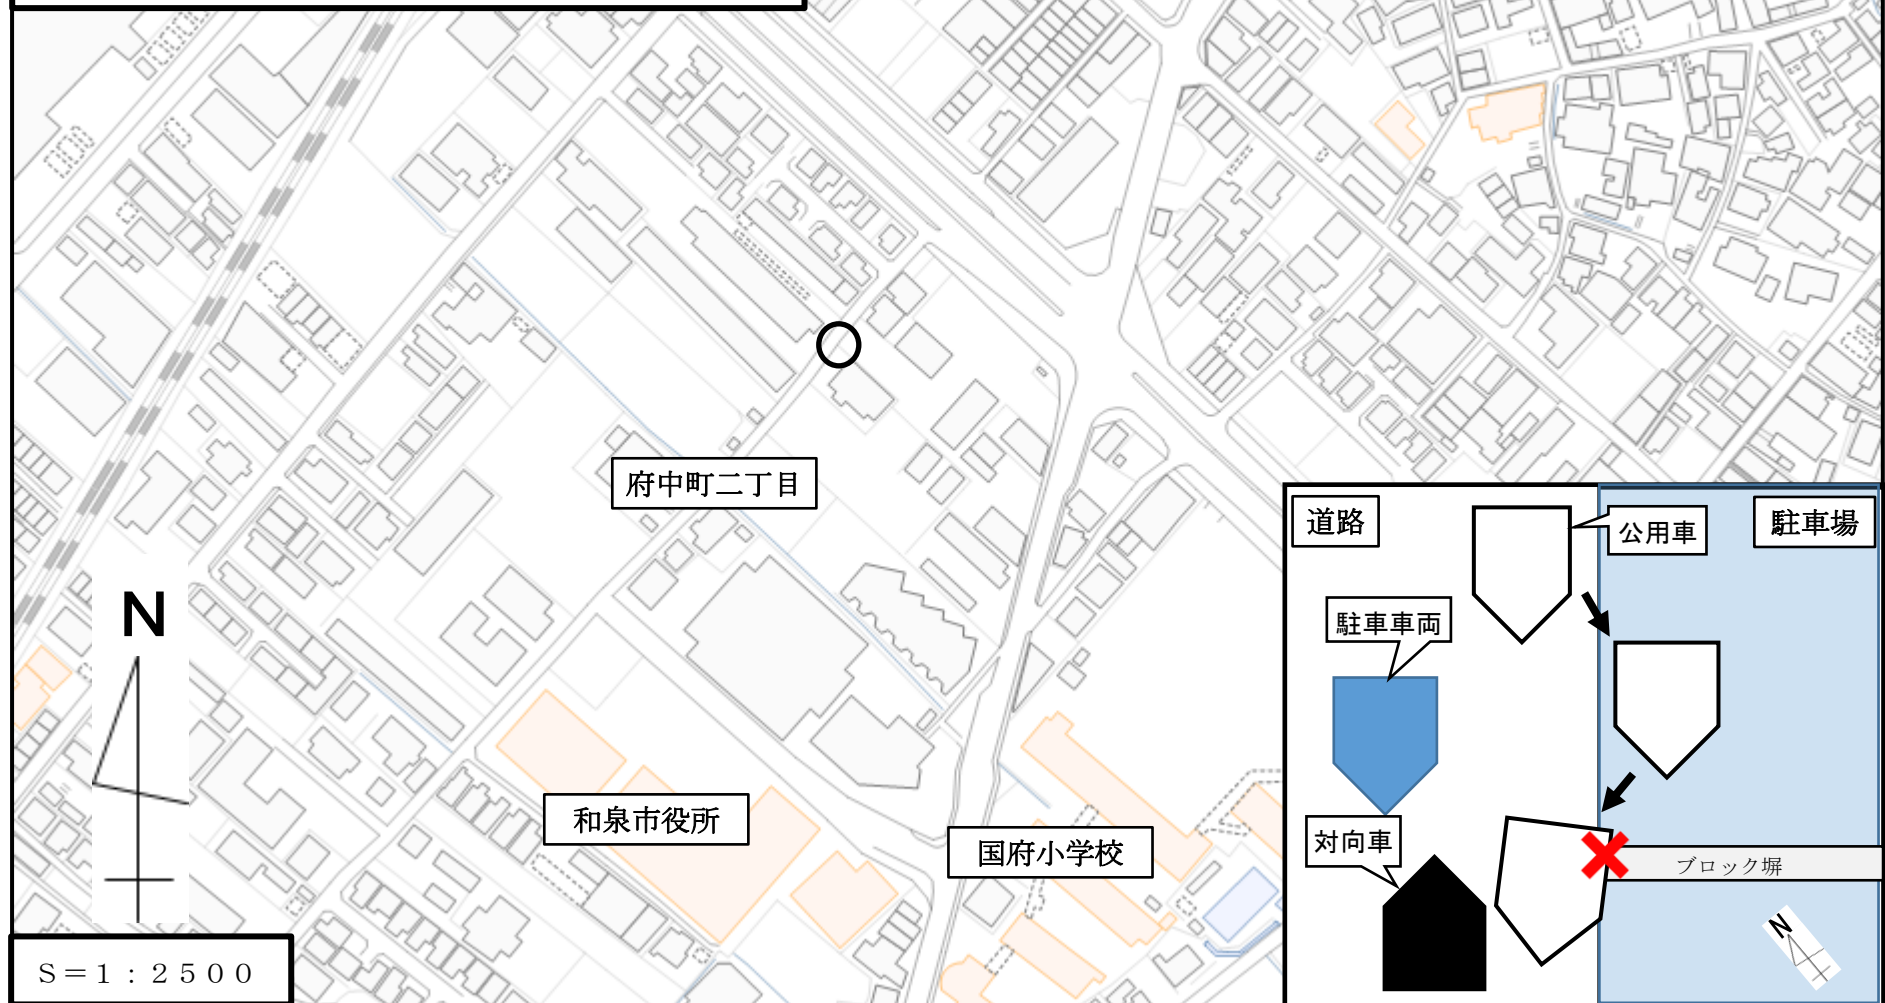 府中町二丁目
道路
公用車
駐車場
駐車車両
N
和泉市役所
国府小学校
対向車
ブロック塀
N
S=1:2500